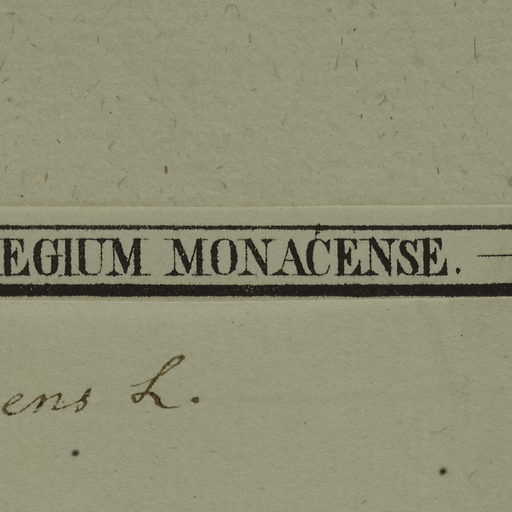 EGIUM MONACENSE. —
ens L.